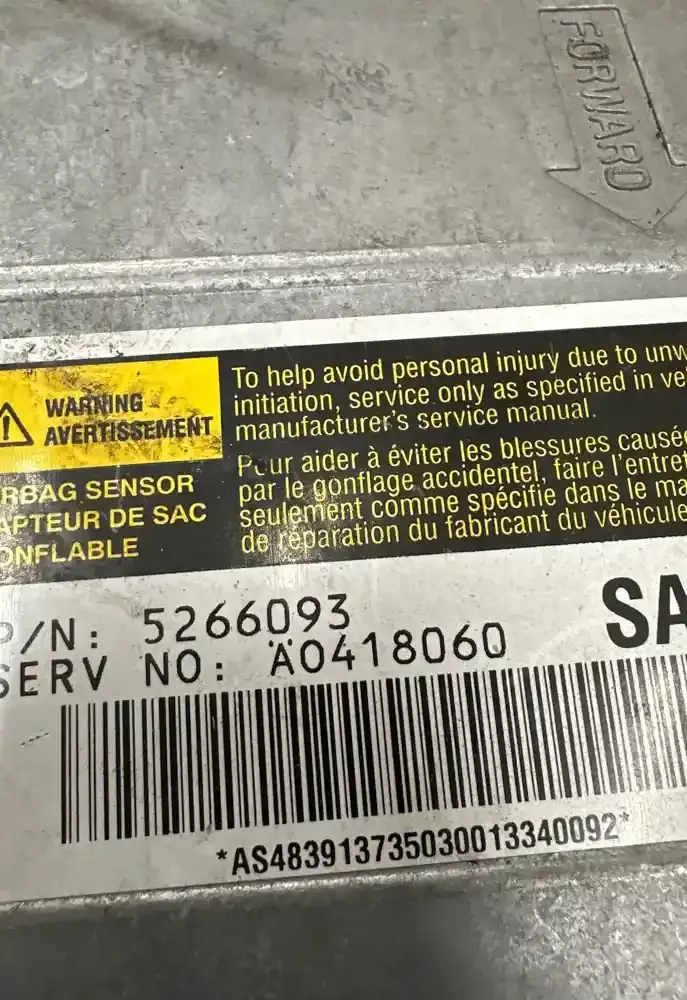 FORWARD
WARNING
AVERTISSEMENT
RBAG SENSOR
APTEUR DE SAC
ONFLABLE
To help avoid personal injury due to unw
initiation, service only as specified in ve
manufacturer's service manual.
Pour aider à éviter les blessures causé
par le gonflage accidentel, faire l'entret
seulement comme spécifie dans le ma
de réparation du fabricant du véhicule
P/N: 5266093
SERV NO: A0418060
SA
*AS483913735030013340092*